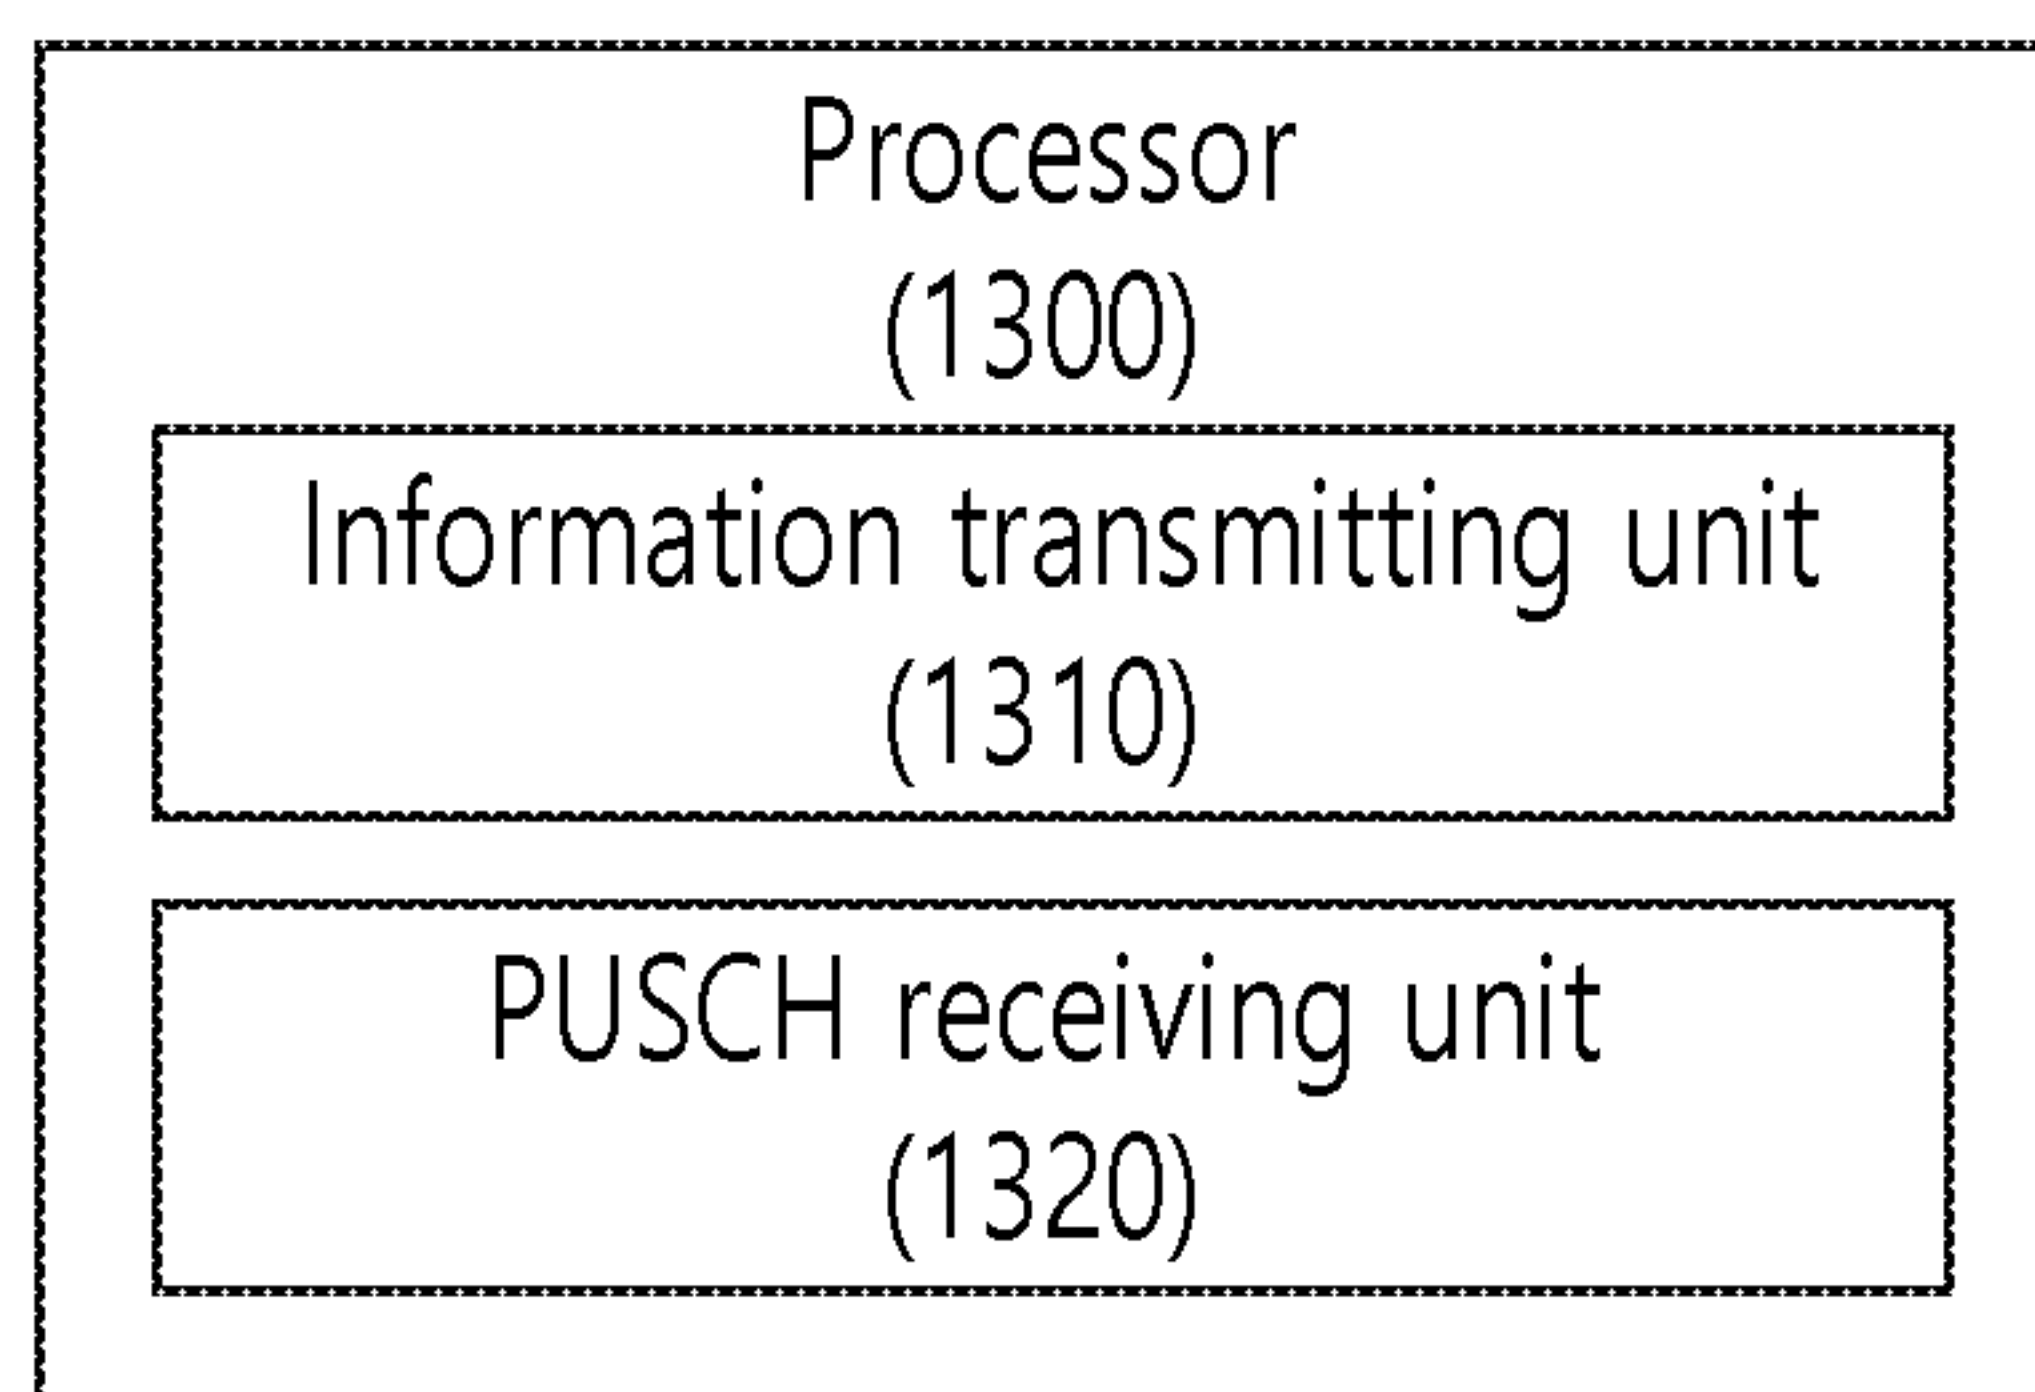 Processor
(1300)
Information transmitting unit
(1310)
PUSCH receiving unit
(1320)